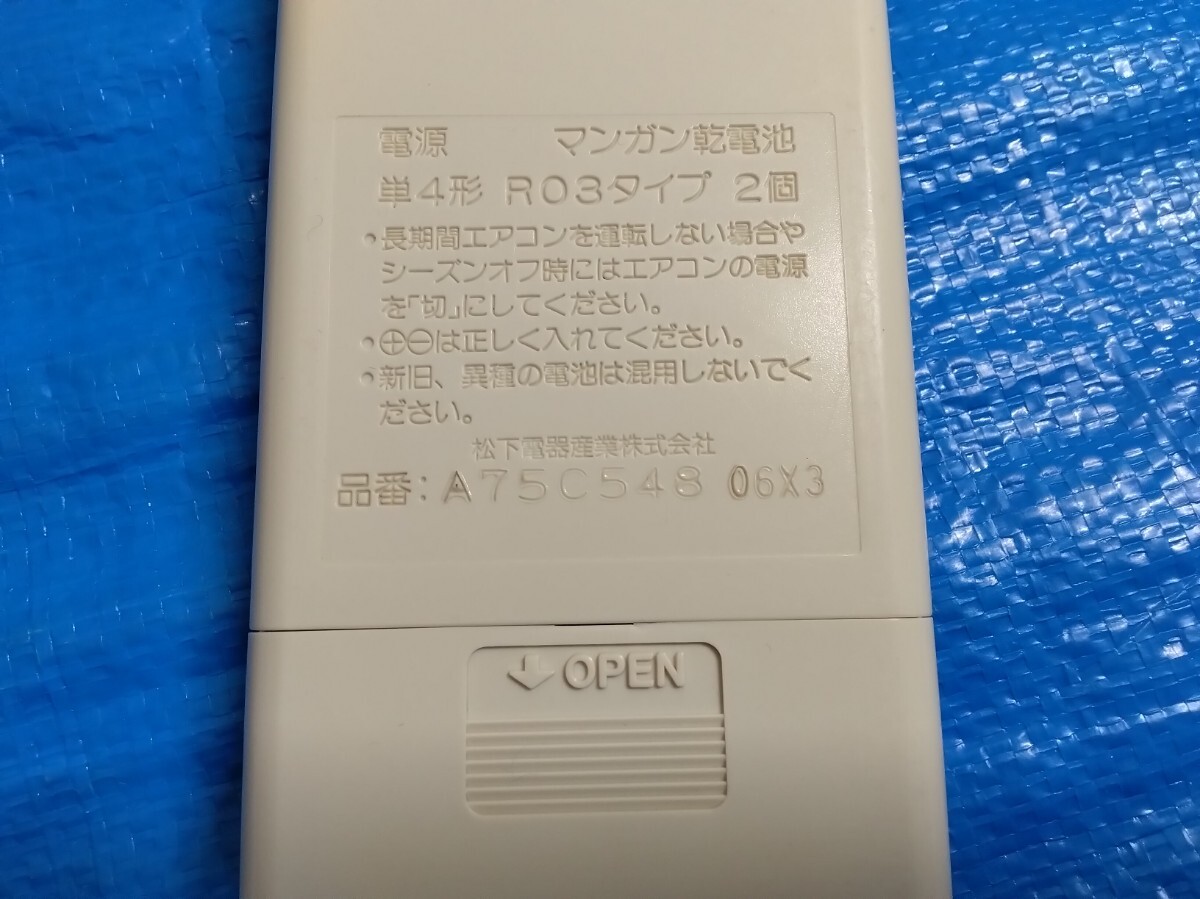 電源 マンガン乾電池
単4形 R03タイプ 2個
・長期間エアコンを運転しない場合や
シーズンオフ時にはエアコンの電源
を「切」にしてください。
・⊕⊖は正しく入れてください。
・新旧、異種の電池は混用しないでく
ださい。
松下電器産業株式会社
品番：A75C548 06X3
OPEN